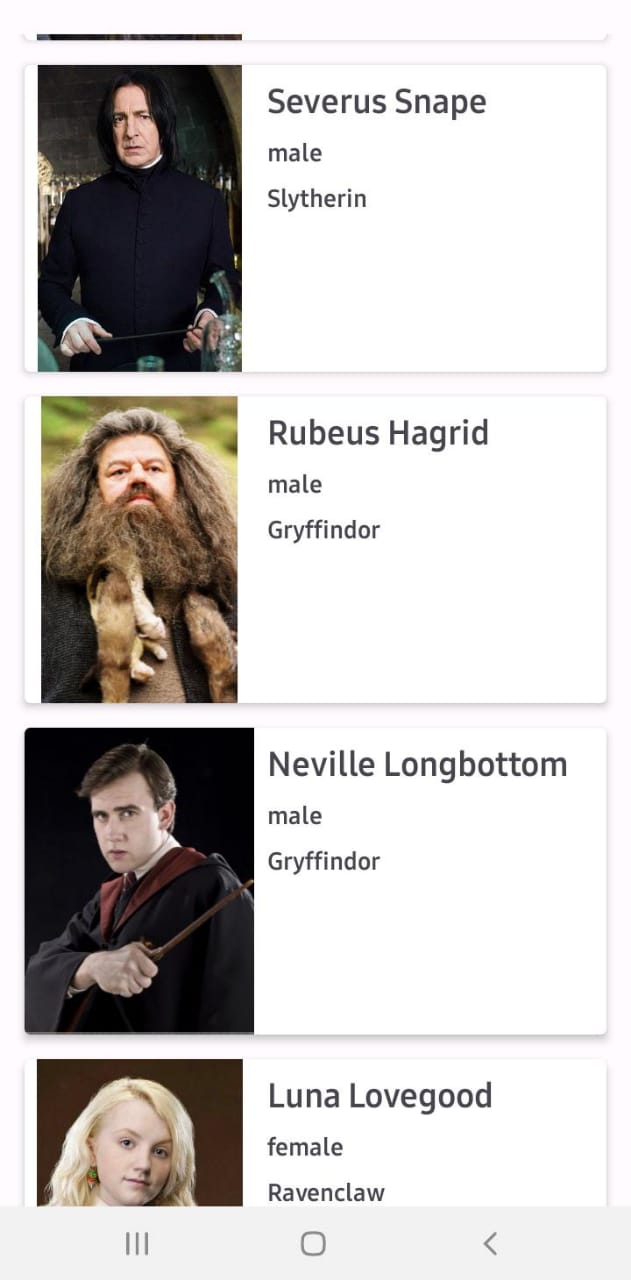 Severus Snape
male
Slytherin
Rubeus Hagrid
male
Gryffindor
Neville Longbottom
male
Gryffindor
Luna Lovegood
female
Ravenclaw